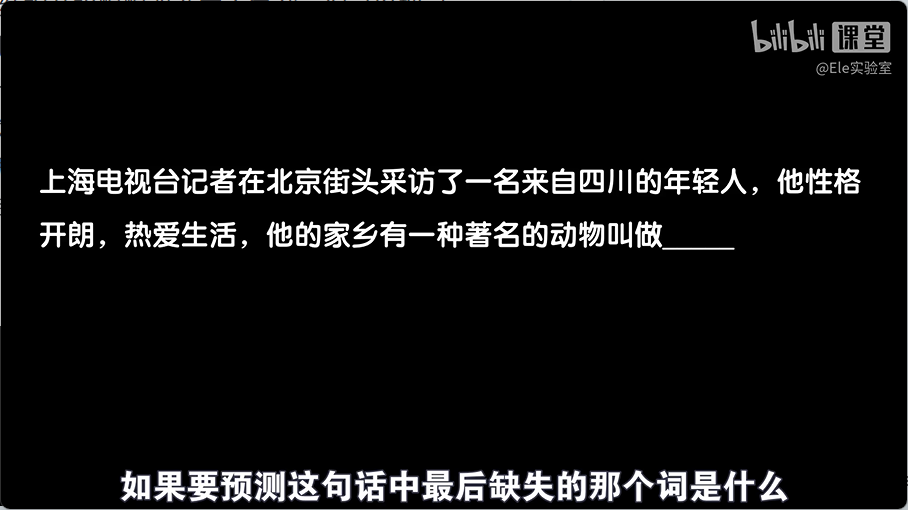 bilibili 课堂
@Ele实验室
上海电视台记者在北京街头采访了一名来自四川的年轻人，他性格
开朗，热爱生活，他的家乡有一种著名的动物叫做_____
如果要预测这句话中最后缺失的那个词是什么